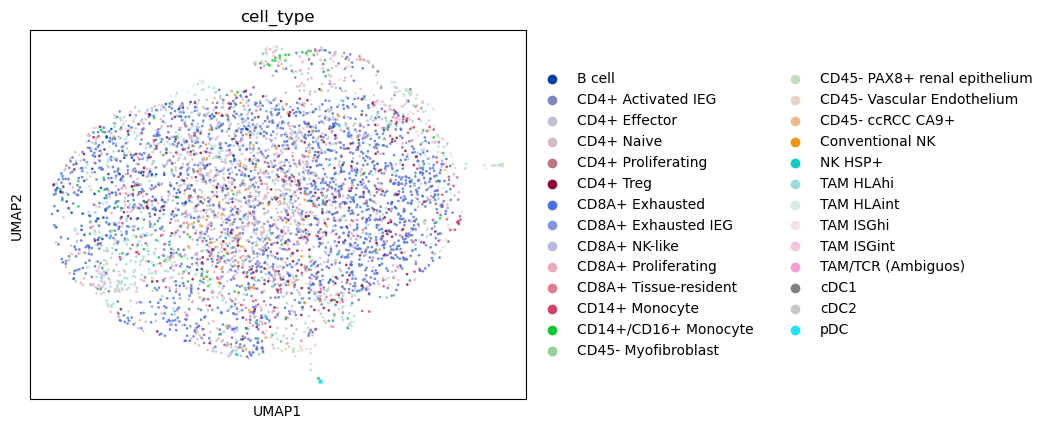 cell_type
UMAP2
UMAP1
B cell
CD4+ Activated IEG
CD4+ Effector
CD4+ Naive
CD4+ Proliferating
CD4+ Treg
CD8A+ Exhausted
CD8A+ Exhausted IEG
CD8A+ NK-like
CD8A+ Proliferating
CD8A+ Tissue-resident
CD14+ Monocyte
CD14+/CD16+ Monocyte
CD45- Myofibroblast
CD45- PAX8+ renal epithelium
CD45- Vascular Endothelium
CD45- ccRCC CA9+
Conventional NK
NK HSP+
TAM HLAhi
TAM HLAint
TAM ISGhi
TAM ISGint
TAM/TCR (Ambiguos)
cDC1
cDC2
pDC